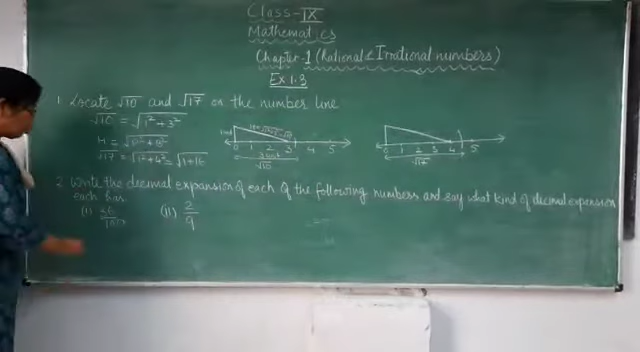 Class-IX
Mathematics
Chapter-1 (Rational & Irrational numbers)
Ex 1.3
1. Locate √10 and √17 on the number line
√10 = √1²+3²
√17 = √1²+4² = √1+16
0 1 2 3 4 5
3 unit
√10
0 1 2 3 4 5
√17
2. Write the decimal expansion of each of the following numbers and say what kind of decimal expansion
each has
(i)
(ii) 2/9